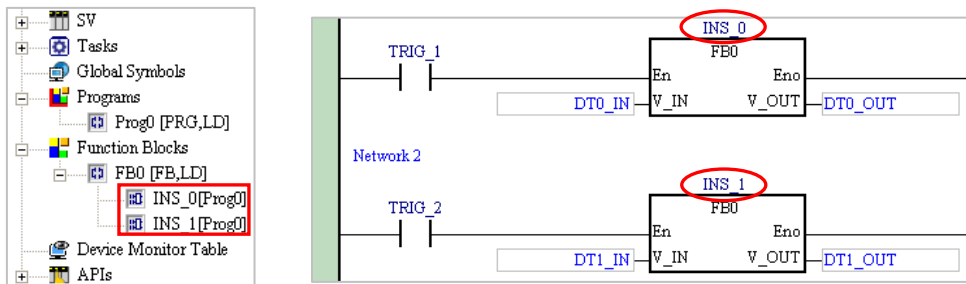 SV
Tasks
Global Symbols
Programs
Prog0 [PRG,LD]
Function Blocks
FB0 [FB,LD]
INS_0[Prog0]
INS_1[Prog0]
Device Monitor Table
APIs
INS_0
TRIG_1
FB0
En Eno
DT0_IN V_IN V_OUT DT0_OUT
Network 2
INS_1
TRIG_2
FB0
En Eno
DT1_IN V_IN V_OUT DT1_OUT